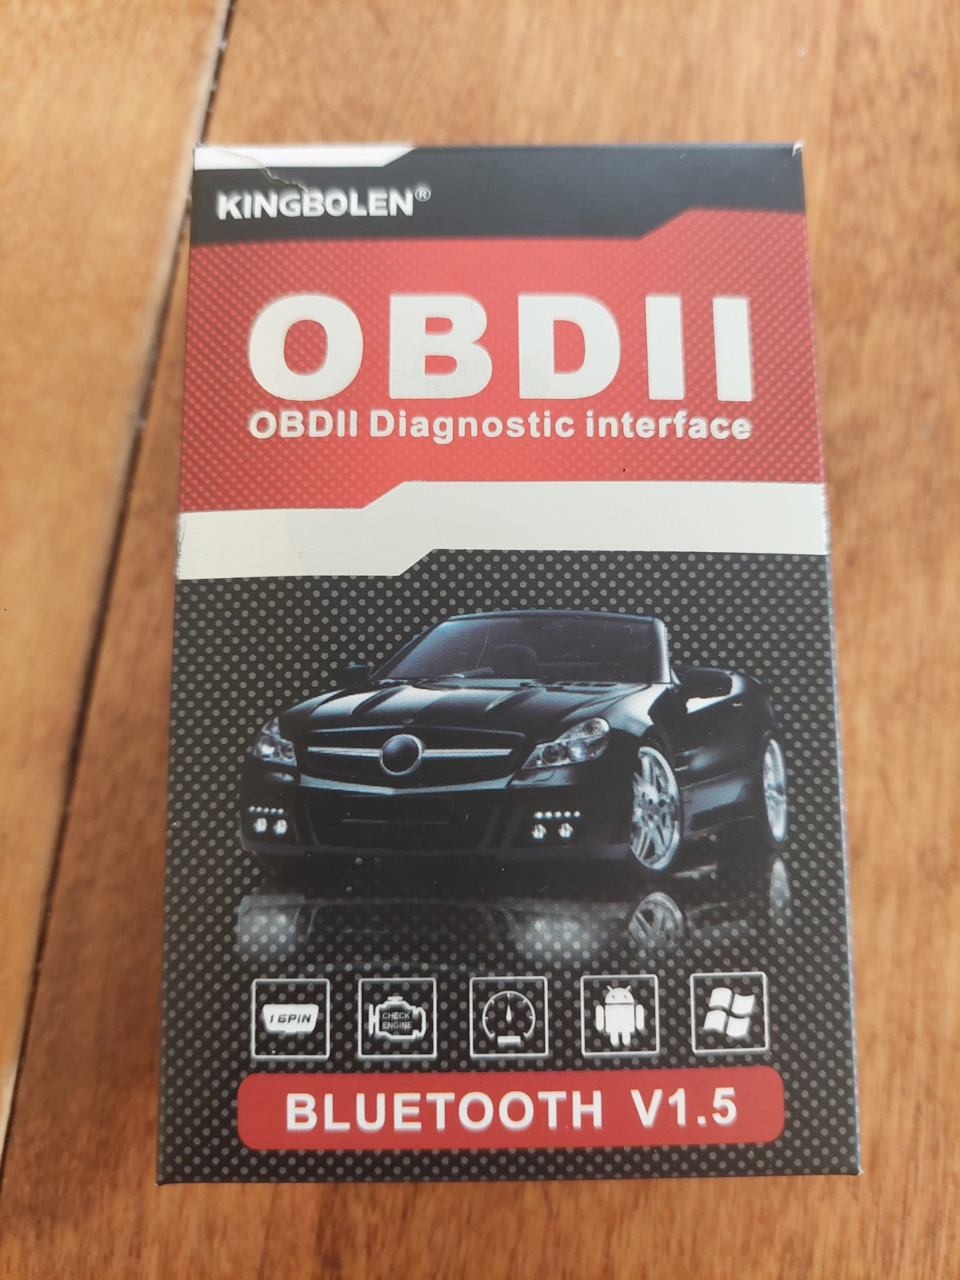 KINGBOLEN®
OBDII
OBDII Diagnostic interface
16PIN
CHECK
ENGINE
BLUETOOTH V1.5